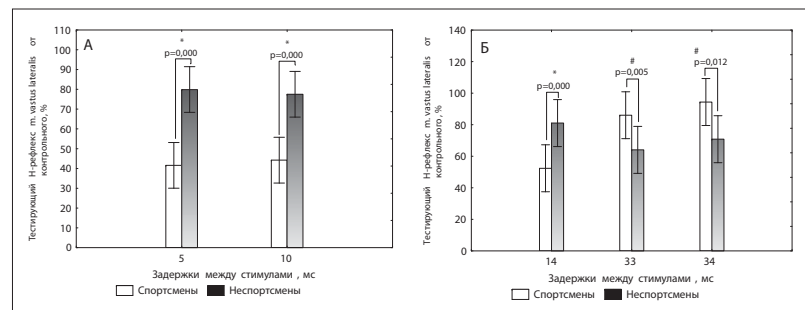 А
Тестирующий Н-рефлекс m. vastus lateralis от
контрольного, %
110
100
90
80
70
60
50
40
30
20
10
0
*
p=0,000
*
p=0,000
5
10
Задержки между стимулами , мс
Спортсмены
Неспортсмены
Б
Тестирующий Н-рефлекс m. vastus lateralis от
контрольного, %
140
120
100
80
60
40
20
0
*
p=0,000
#
p=0,005
#
p=0,012
14
33
34
Задержки между стимулами , мс
Спортсмены
Неспортсмены